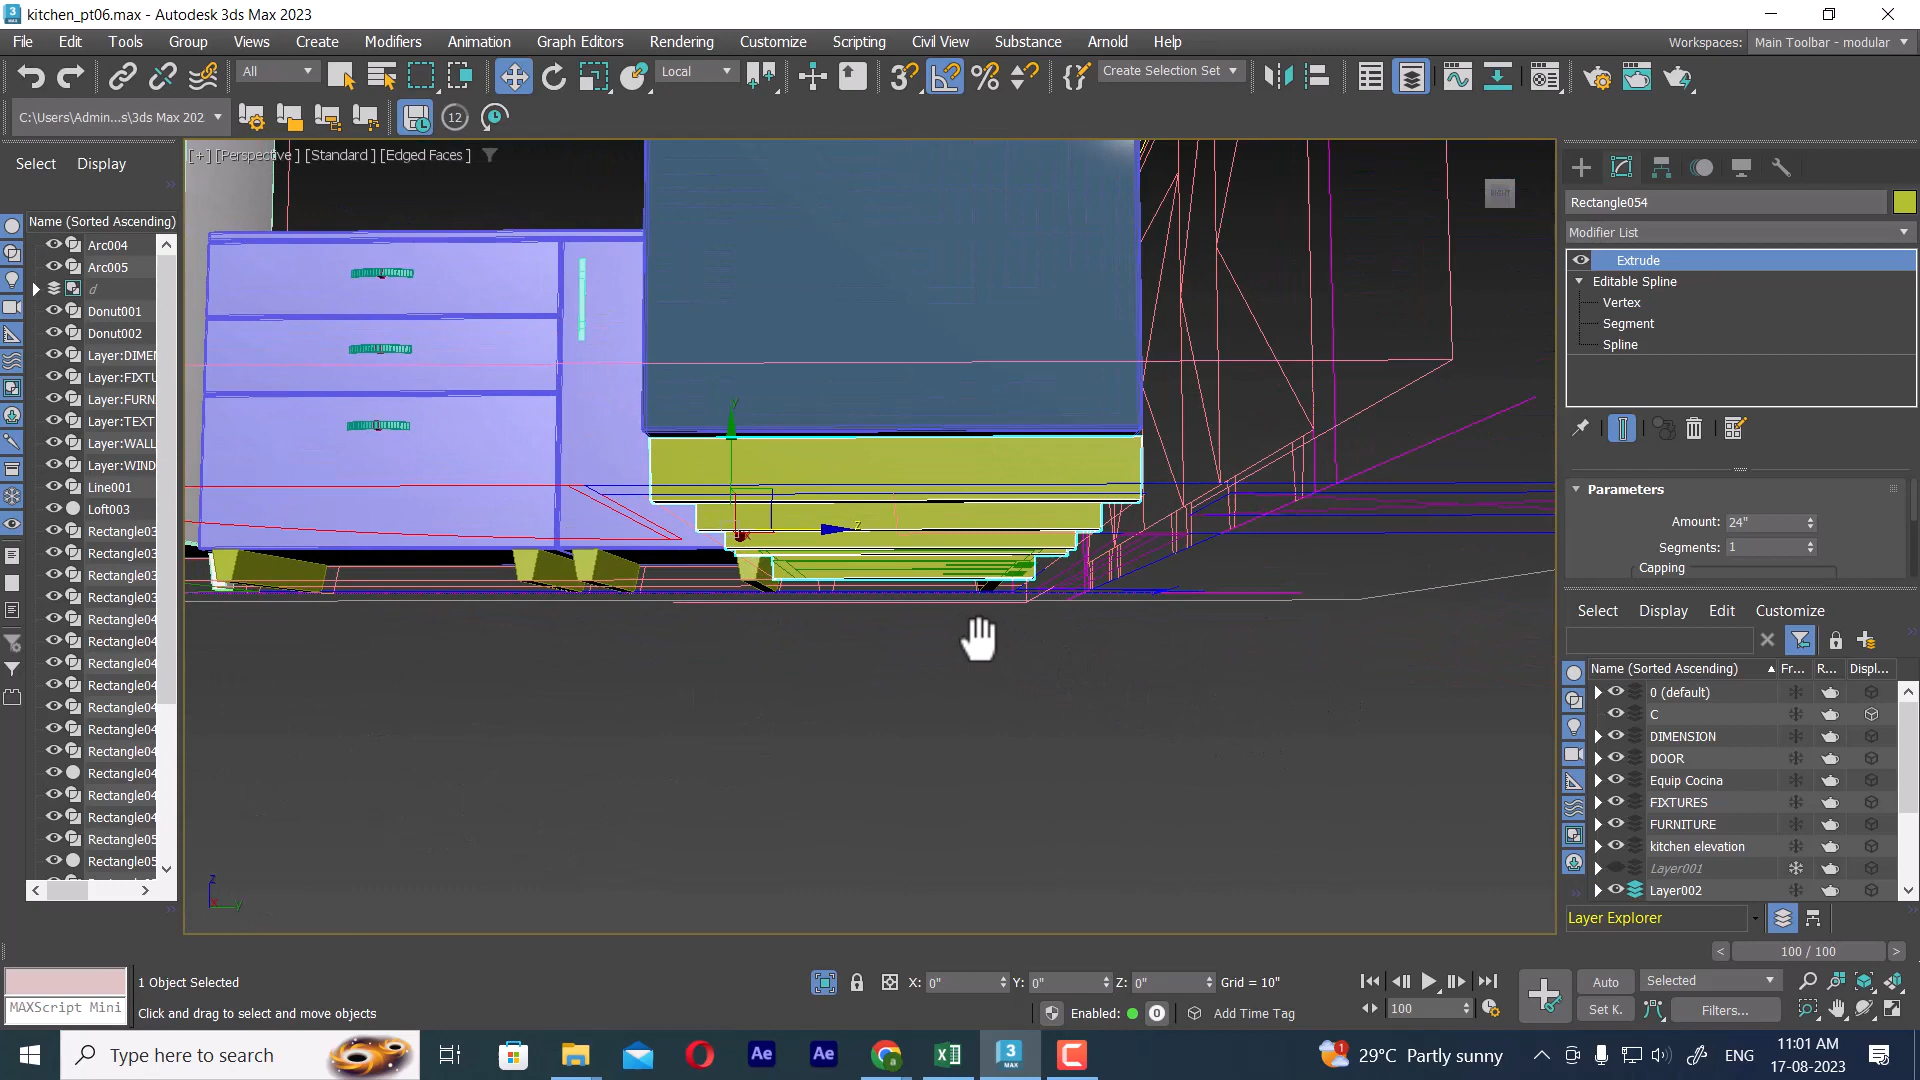 kitchen_pt06.max - Autodesk 3ds Max 2023
File Edit Tools Group Views Create Modifiers Animation Graph Editors Rendering Customize Scripting Civil View Substance Arnold Help
Workspaces: Main Toolbar - modular
All
Local
Create Selection Set
C:\Users\Admin...s\3ds Max 202
12
Select Display
[+] [Perspective ] [Standard ] [Edged Faces ]
Name (Sorted Ascending)
Arc004
Arc005
d
Donut001
Donut002
Layer:DIMEN
Layer:FIXTU
Layer:FURN
Layer:TEXT
Layer:WALL
Layer:WIND
Line001
Loft003
Rectangle03
Rectangle03
Rectangle03
Rectangle03
Rectangle04
Rectangle04
Rectangle04
Rectangle04
Rectangle04
Rectangle04
Rectangle04
Rectangle04
Rectangle04
Rectangle04
Rectangle05
Rectangle05
y
z
x
z
y
Rectangle054
Modifier List
Extrude
Editable Spline
Vertex
Segment
Spline
Parameters
Amount: 24"
Segments: 1
Capping
Select Display Edit Customize
Name (Sorted Ascending) Fr... R... Displ...
0 (default)
C
DIMENSION
DOOR
Equip Cocina
FIXTURES
FURNITURE
kitchen elevation
Layer001
Layer002
Layer Explorer
< 100 / 100 >
1 Object Selected
MAXScript Mini
Click and drag to select and move objects
X: 0" Y: 0" Z: 0" Grid = 10"
Enabled: 0 Add Time Tag
100
Auto Selected
Set K. Filters...
Type here to search
29°C Partly sunny
ENG
11:01 AM
17-08-2023